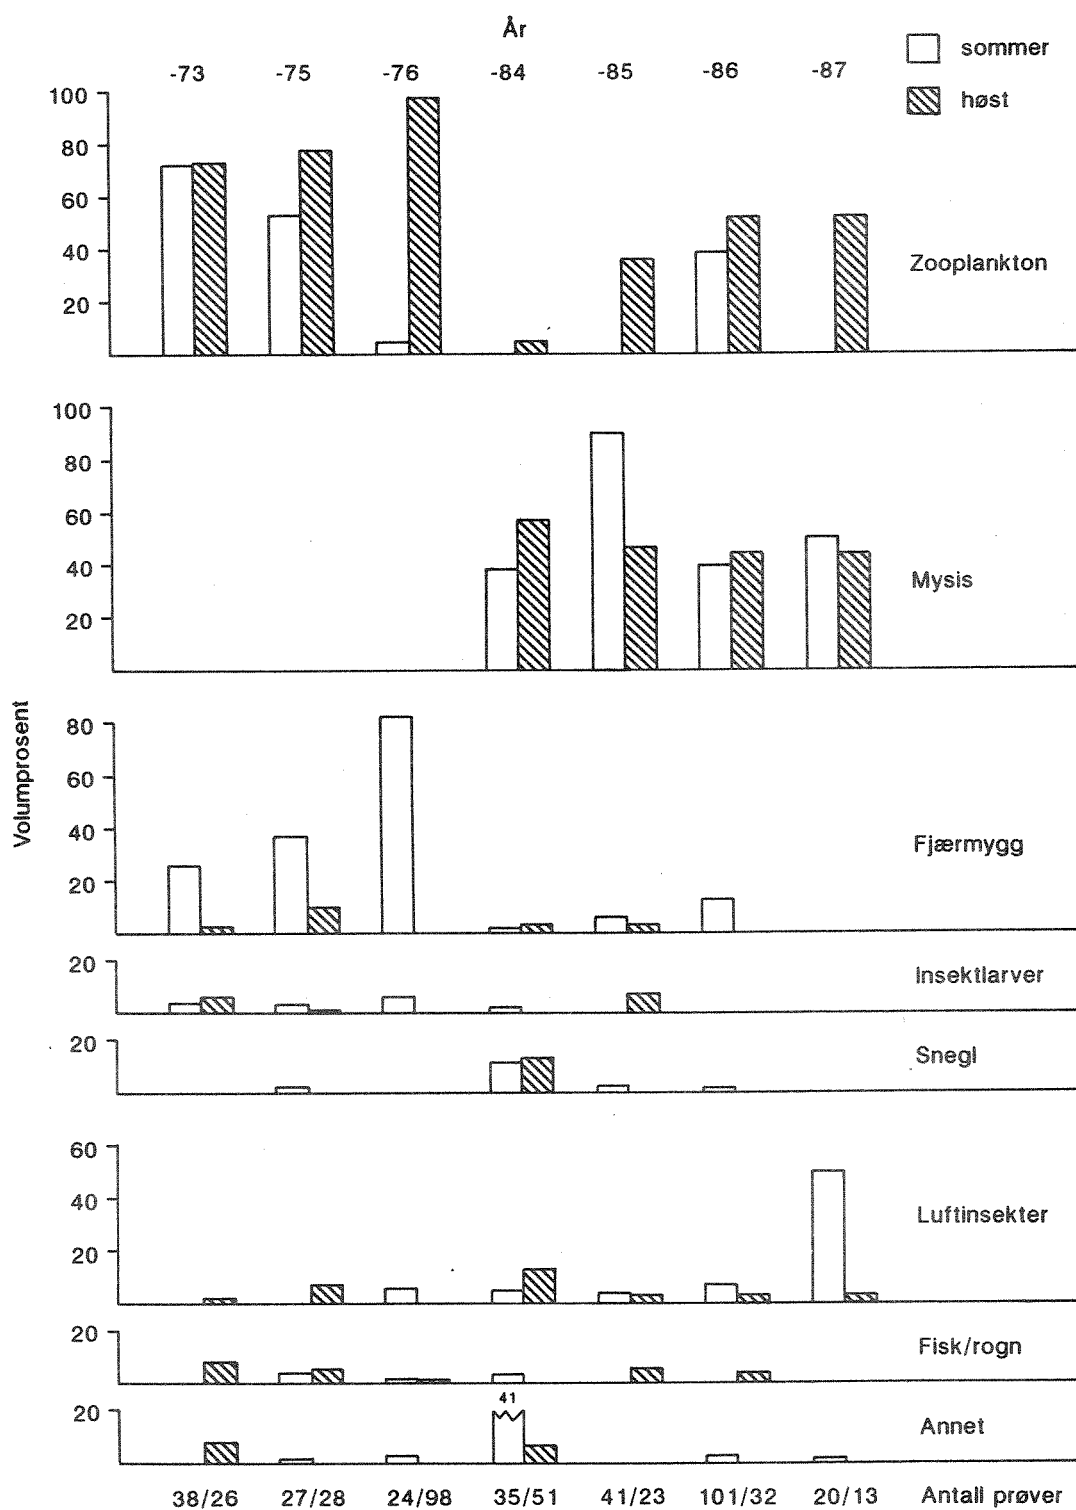 År
sommer
-73 -75 -76 -84 -85 -86 -87
høst
100
80
60
40
20
Zooplankton
100
80
60
40
20
Mysis
Volumprosent
80
60
40
20
Fjærmygg
20
Insektlarver
20
Snegl
60
40
20
Luftinsekter
20
Fisk/rogn
41
20
Annet
38/26 27/28 24/98 35/51 41/23 101/32 20/13 Antall prøver